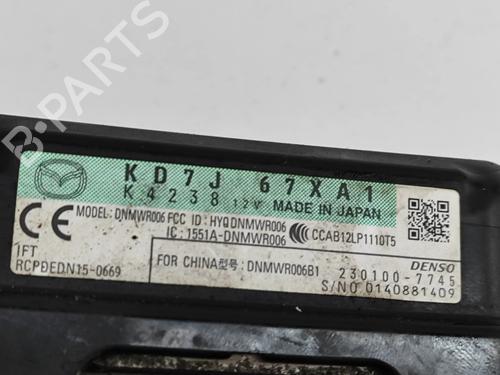 KD7J 67XA1
K4238 12V MADE IN JAPAN
MODEL: DNMWR006 FCC ID: HYQDNMWR006
IC: 1551A-DNMWR006 CCAB12LP1110T5
1FT
RCPDEDN15-0669
FOR CHINA型号: DNMWR006B1
DENSO
230100-7745
S/NO 0140881409
B-PARTS